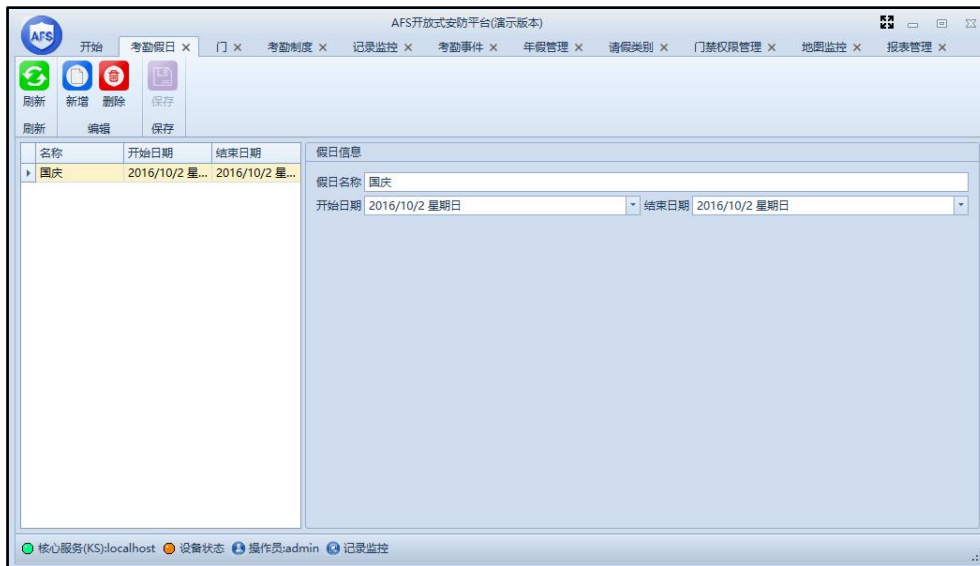 AFS开放式安防平台(演示版本)
AFS
开始 考勤假日 门 考勤制度 记录监控 考勤事件 年假管理 请假类别 门禁权限管理 地图监控 报表管理
刷新 新增 删除 保存
刷新 编辑 保存
名称 开始日期 结束日期 假日信息
国庆 2016/10/2 星... 2016/10/2 星...
假日名称 国庆
开始日期 2016/10/2 星期日 结束日期 2016/10/2 星期日
核心服务(KS):localhost 设备状态 操作员:admin 记录监控